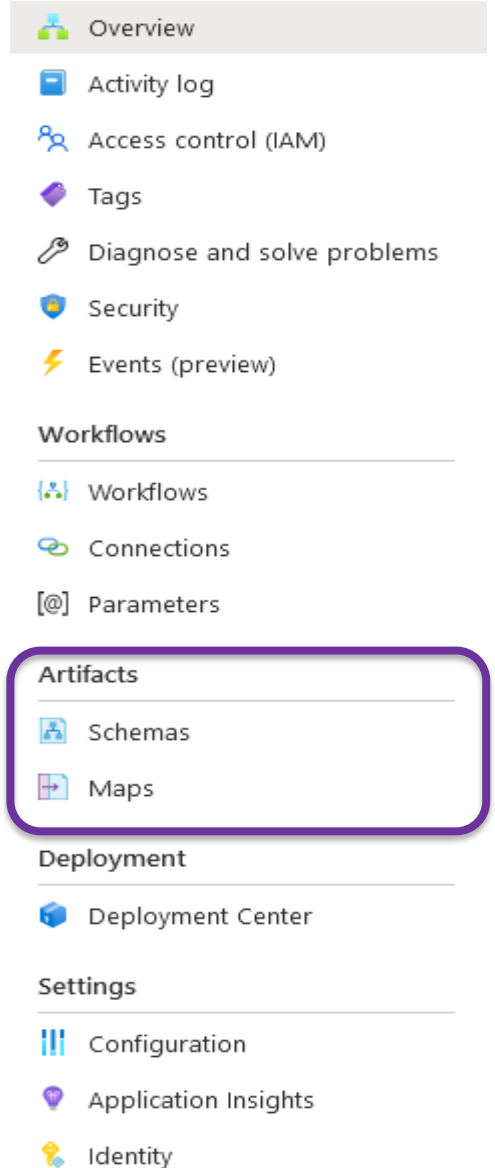 Overview
Activity log
Access control (IAM)
Tags
Diagnose and solve problems
Security
Events (preview)
Workflows
Workflows
Connections
[@] Parameters
Artifacts
Schemas
Maps
Deployment
Deployment Center
Settings
Configuration
Application Insights
Identity